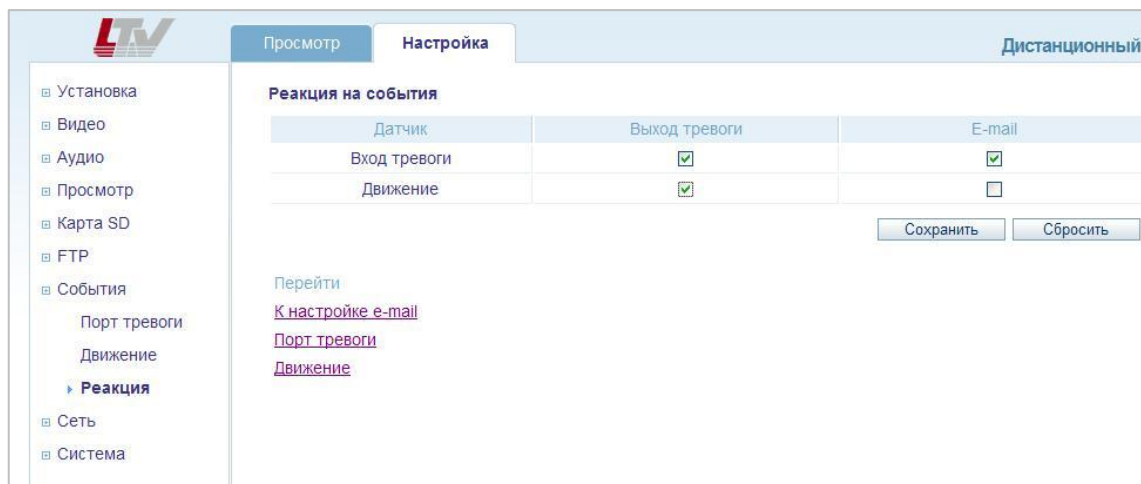 LTV
Просмотр
Настройка
Дистанционный
Установка
Видео
Аудио
Просмотр
Карта SD
FTP
События
Порт тревоги
Движение
Реакция
Сеть
Система
Реакция на события
Датчик Выход тревоги E-mail
Вход тревоги
Движение
Сохранить Сбросить
Перейти
К настройке e-mail
Порт тревоги
Движение